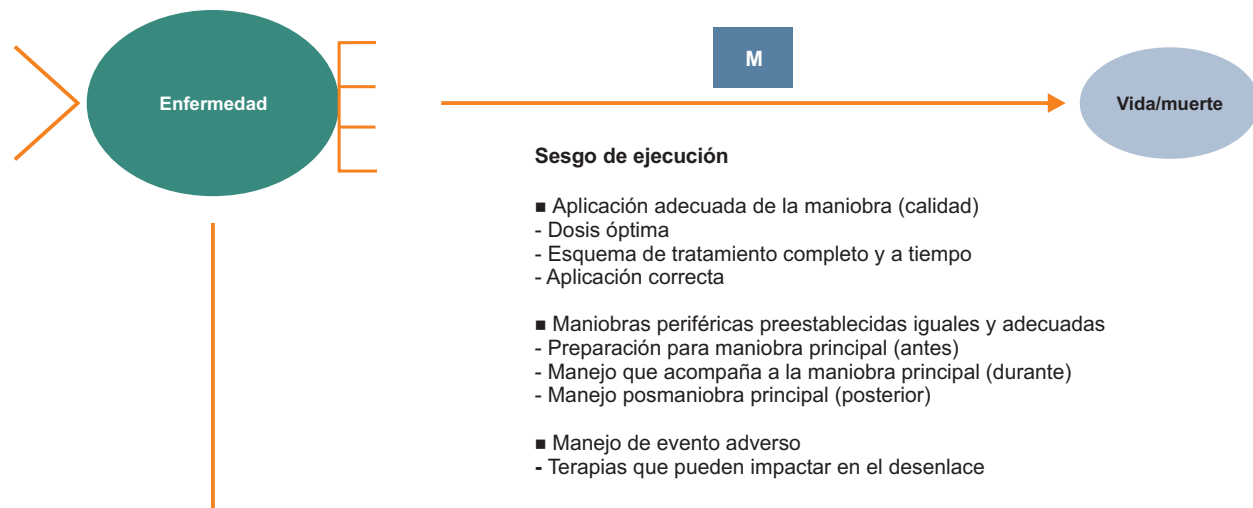 M
Enfermedad
Vida/muerte
Sesgo de ejecución
■ Aplicación adecuada de la maniobra (calidad)
- Dosis óptima
- Esquema de tratamiento completo y a tiempo
- Aplicación correcta
■ Maniobras periféricas preestablecidas iguales y adecuadas
- Preparación para maniobra principal (antes)
- Manejo que acompaña a la maniobra principal (durante)
- Manejo posmaniobra principal (posterior)
■ Manejo de evento adverso
- Terapias que pueden impactar en el desenlace